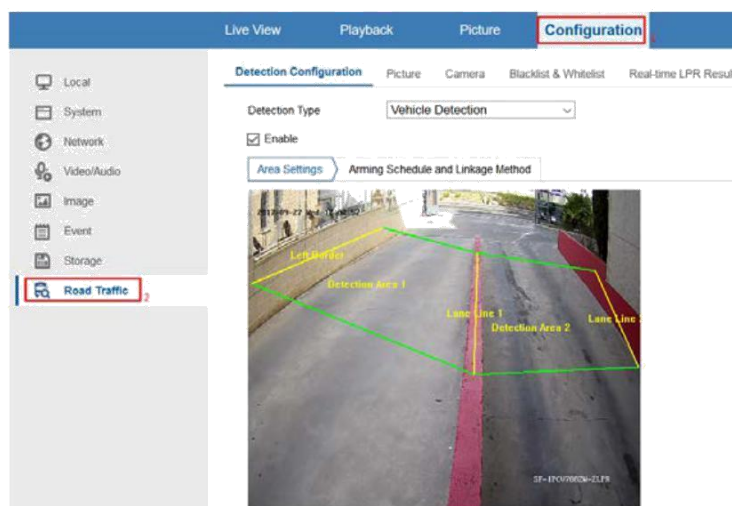 Live View Playback Picture Configuration
Local
System
Network
Video/Audio
Image
Event
Storage
Road Traffic 2
Detection Configuration Picture Camera Blacklist & Whitelist Real-time LPR Resul
Detection Type Vehicle Detection
Enable
Area Settings Arming Schedule and Linkage Method
Left Border
Detection Area 1
Lane Line 1
Detection Area 2
Lane Line